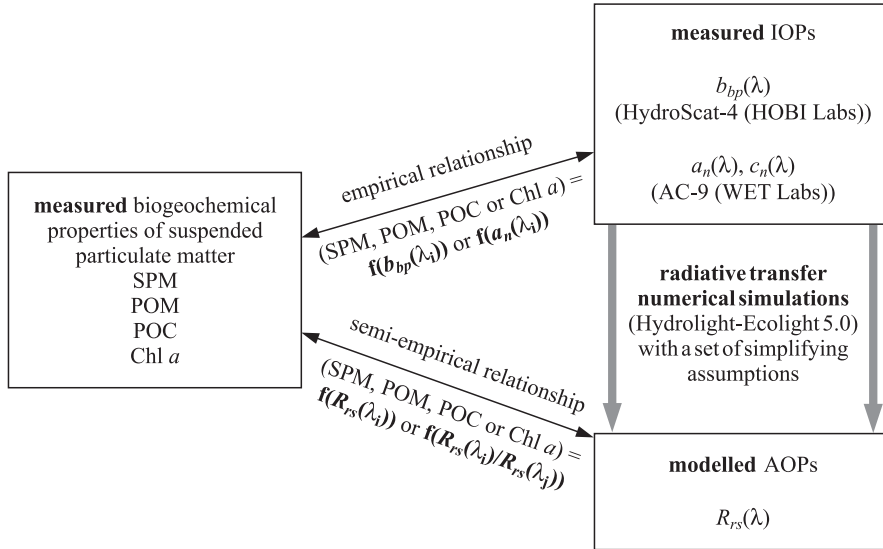 measured biogeochemical
properties of suspended
particulate matter
SPM
POM
POC
Chl a
empirical relationship
(SPM, POM, POC or Chl a) =
f(b_bp(λ_i)) or f(a_n(λ_i))
semi-empirical relationship
(SPM, POM, POC or Chl a) =
f(R_rs(λ_i)) or f(R_rs(λ_i)/R_rs(λ_j))
measured IOPs
b_bp(λ)
(HydroScat-4 (HOBI Labs))
a_n(λ), c_n(λ)
(AC-9 (WET Labs))
radiative transfer
numerical simulations
(Hydrolight-Ecolight 5.0)
with a set of simplifying
assumptions
modelled AOPs
R_rs(λ)